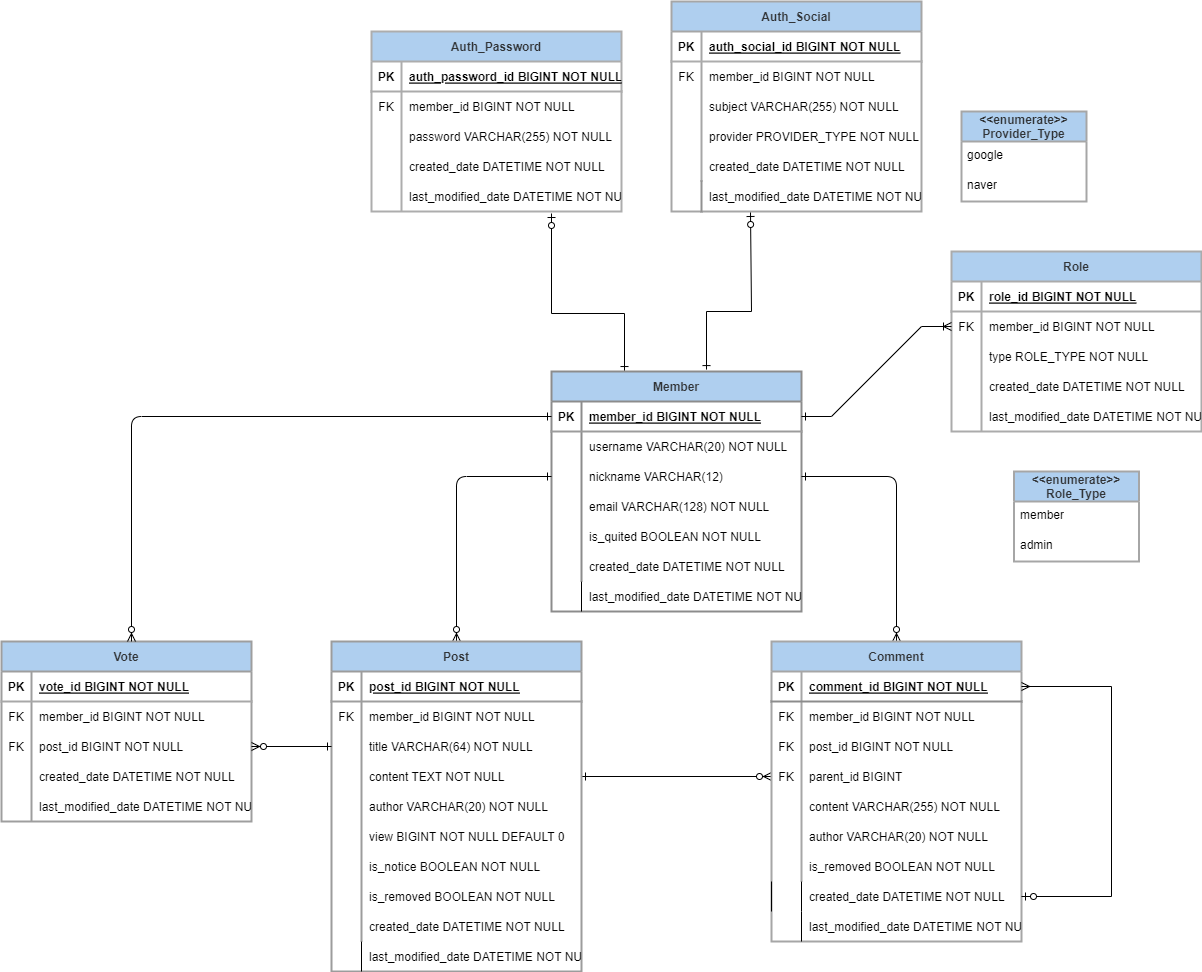 Auth_Social
PK auth_social_id BIGINT NOT NULL
FK member_id BIGINT NOT NULL
subject VARCHAR(255) NOT NULL
provider PROVIDER_TYPE NOT NULL
created_date DATETIME NOT NULL
last_modified_date DATETIME NOT NU
Auth_Password
PK auth_password_id BIGINT NOT NULL
FK member_id BIGINT NOT NULL
password VARCHAR(255) NOT NULL
created_date DATETIME NOT NULL
last_modified_date DATETIME NOT NU
<<enumerate>>
Provider_Type
google
naver
Role
PK role_id BIGINT NOT NULL
FK member_id BIGINT NOT NULL
type ROLE_TYPE NOT NULL
created_date DATETIME NOT NULL
last_modified_date DATETIME NOT NU
Member
PK member_id BIGINT NOT NULL
username VARCHAR(20) NOT NULL
nickname VARCHAR(12)
email VARCHAR(128) NOT NULL
is_quited BOOLEAN NOT NULL
created_date DATETIME NOT NULL
last_modified_date DATETIME NOT NU
<<enumerate>>
Role_Type
member
admin
Vote
PK vote_id BIGINT NOT NULL
FK member_id BIGINT NOT NULL
FK post_id BIGINT NOT NULL
created_date DATETIME NOT NULL
last_modified_date DATETIME NOT NU
Post
PK post_id BIGINT NOT NULL
FK member_id BIGINT NOT NULL
title VARCHAR(64) NOT NULL
content TEXT NOT NULL
author VARCHAR(20) NOT NULL
view BIGINT NOT NULL DEFAULT 0
is_notice BOOLEAN NOT NULL
is_removed BOOLEAN NOT NULL
created_date DATETIME NOT NULL
last_modified_date DATETIME NOT NU
Comment
PK comment_id BIGINT NOT NULL
FK member_id BIGINT NOT NULL
FK post_id BIGINT NOT NULL
FK parent_id BIGINT
content VARCHAR(255) NOT NULL
author VARCHAR(20) NOT NULL
is_removed BOOLEAN NOT NULL
created_date DATETIME NOT NULL
last_modified_date DATETIME NOT NU